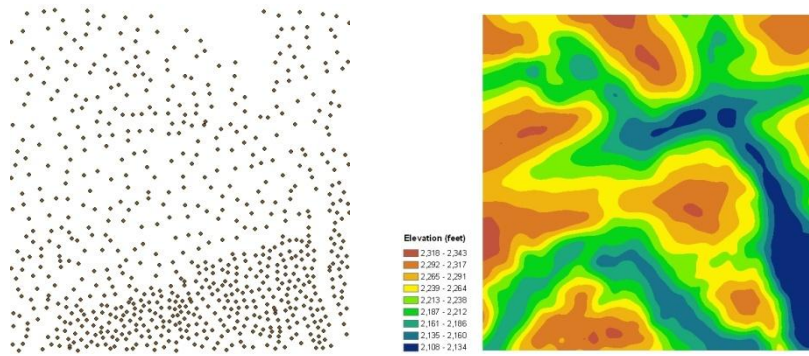 Elevation (feet)
2,318 - 2,343
2,292 - 2,317
2,265 - 2,291
2,239 - 2,264
2,213 - 2,238
2,187 - 2,212
2,161 - 2,186
2,135 - 2,160
2,108 - 2,134